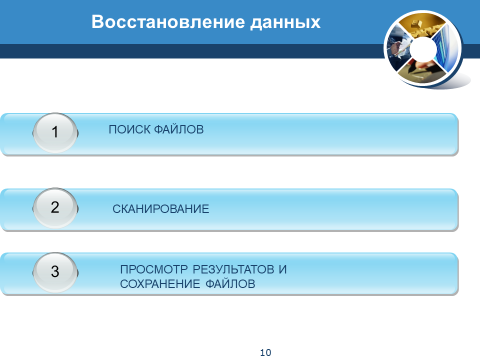 Восстановление данных
1
ПОИСК ФАЙЛОВ
2
СКАНИРОВАНИЕ
3
ПРОСМОТР РЕЗУЛЬТАТОВ И
СОХРАНЕНИЕ ФАЙЛОВ
10